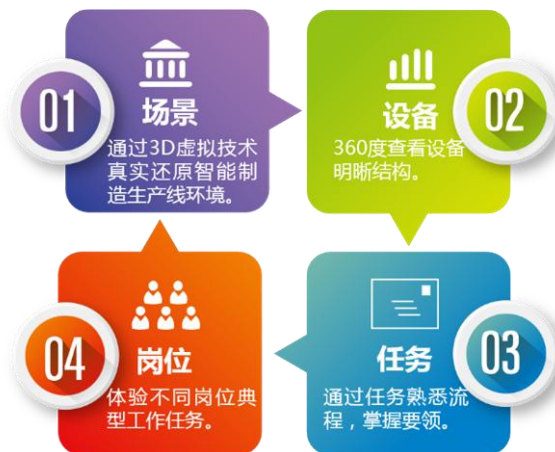 01
场景
通过3D虚拟技术
真实还原智能制
造生产线环境。
设备
02
360度查看设备
明晰结构。
04
岗位
体验不同岗位典
型工作任务。
任务
03
通过任务熟悉流
程，掌握要领。